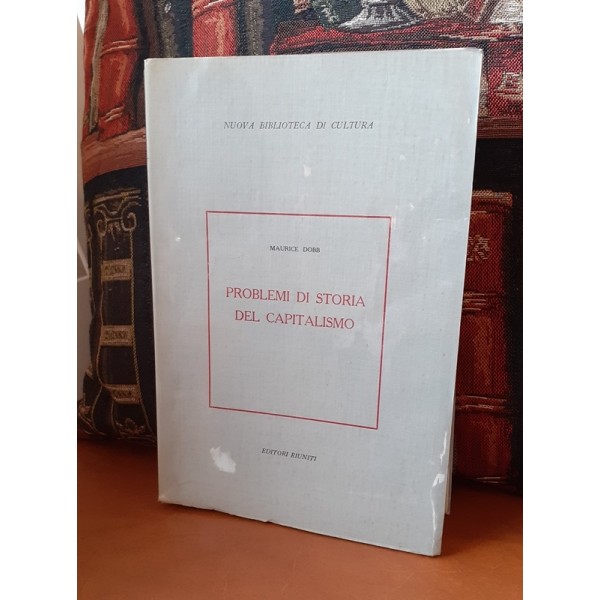 NUOVA BIBLIOTECA DI CULTURA
MAURICE DOBB
PROBLEMI DI STORIA
DEL CAPITALISMO
EDITORI RIUNITI